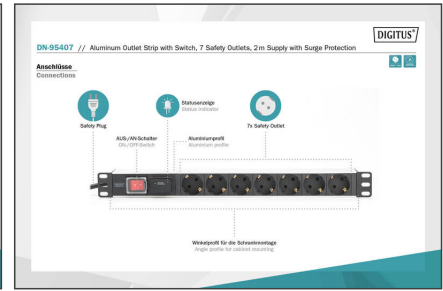 DIGITUS®
DN-95407 // Aluminum Outlet Strip with Switch, 7 Safety Outlets, 2 m Supply with Surge Protection
Anschlüsse
Connections
Statusanzeige
Status indicator
Safety Plug
7x Safety Outlet
AUS-/AN-Schalter
ON-/OFF-Switch
Aluminiumprofil
Aluminium profile
Winkelprofil für die Schrankmontage
Angle profile for cabinet mounting